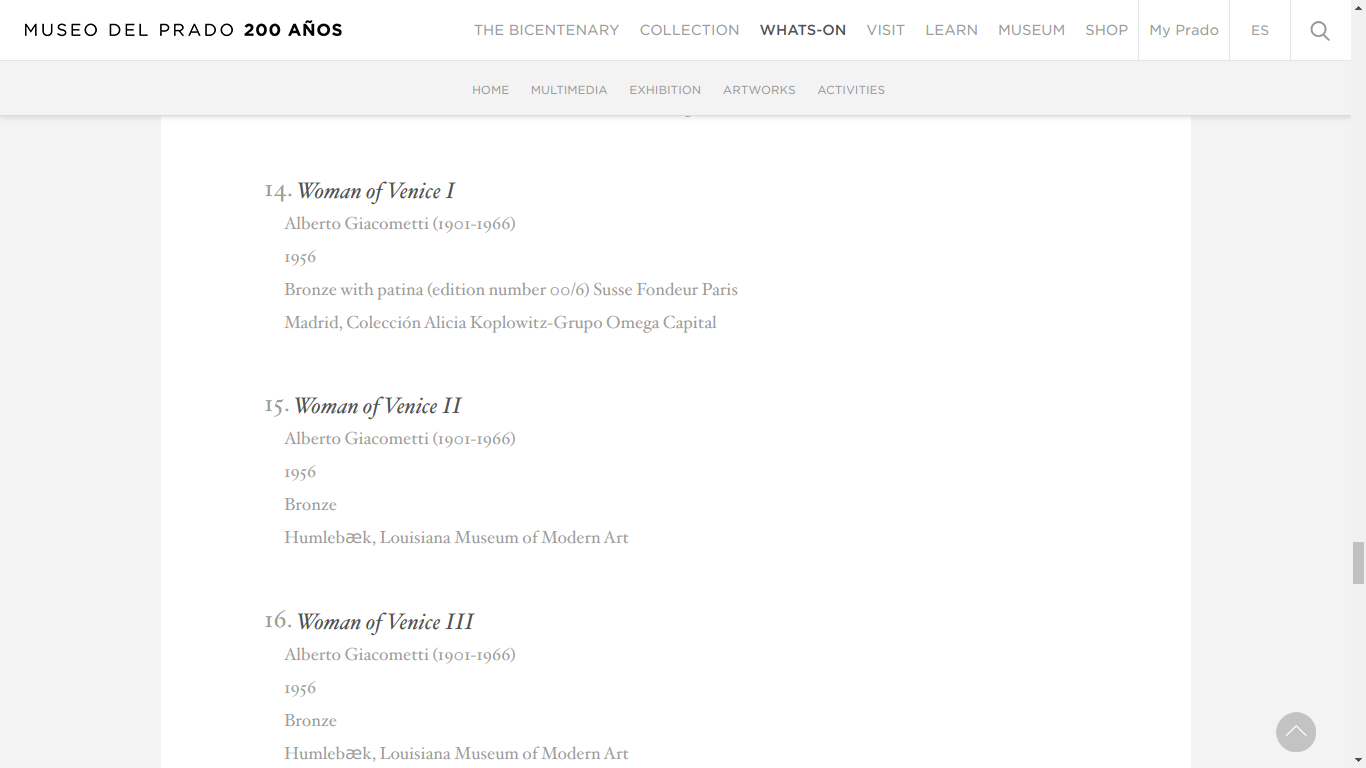 MUSEO DEL PRADO 200 AÑOS
THE BICENTENARY COLLECTION WHATS-ON VISIT LEARN MUSEUM SHOP My Prado ES
HOME MULTIMEDIA EXHIBITION ARTWORKS ACTIVITIES
14. Woman of Venice I
Alberto Giacometti (1901-1966)
1956
Bronze with patina (edition number 00/6) Susse Fondeur Paris
Madrid, Colección Alicia Koplowitz-Grupo Omega Capital
15. Woman of Venice II
Alberto Giacometti (1901-1966)
1956
Bronze
Humlebæk, Louisiana Museum of Modern Art
16. Woman of Venice III
Alberto Giacometti (1901-1966)
1956
Bronze
Humlebæk, Louisiana Museum of Modern Art